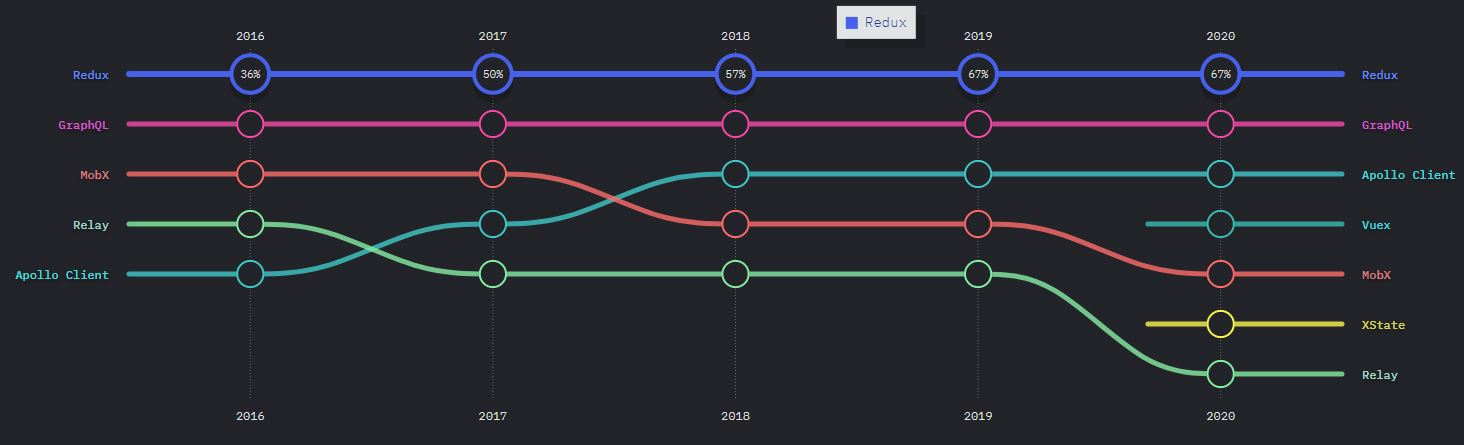 Redux
2016 2017 2018 2019 2020
Redux 36% 50% 57% 67% 67% Redux
GraphQL GraphQL
MobX Apollo Client
Relay Vuex
Apollo Client MobX
XState
Relay
2016 2017 2018 2019 2020